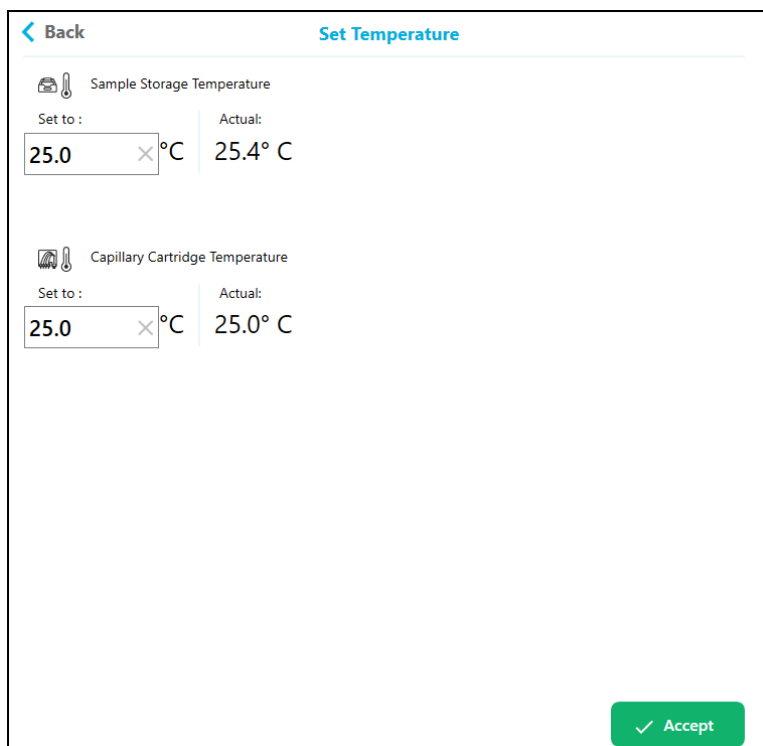 Back
Set Temperature
Sample Storage Temperature
Set to :
Actual:
25.0
°C
25.4° C
Capillary Cartridge Temperature
Set to :
Actual:
25.0
°C
25.0° C
Accept